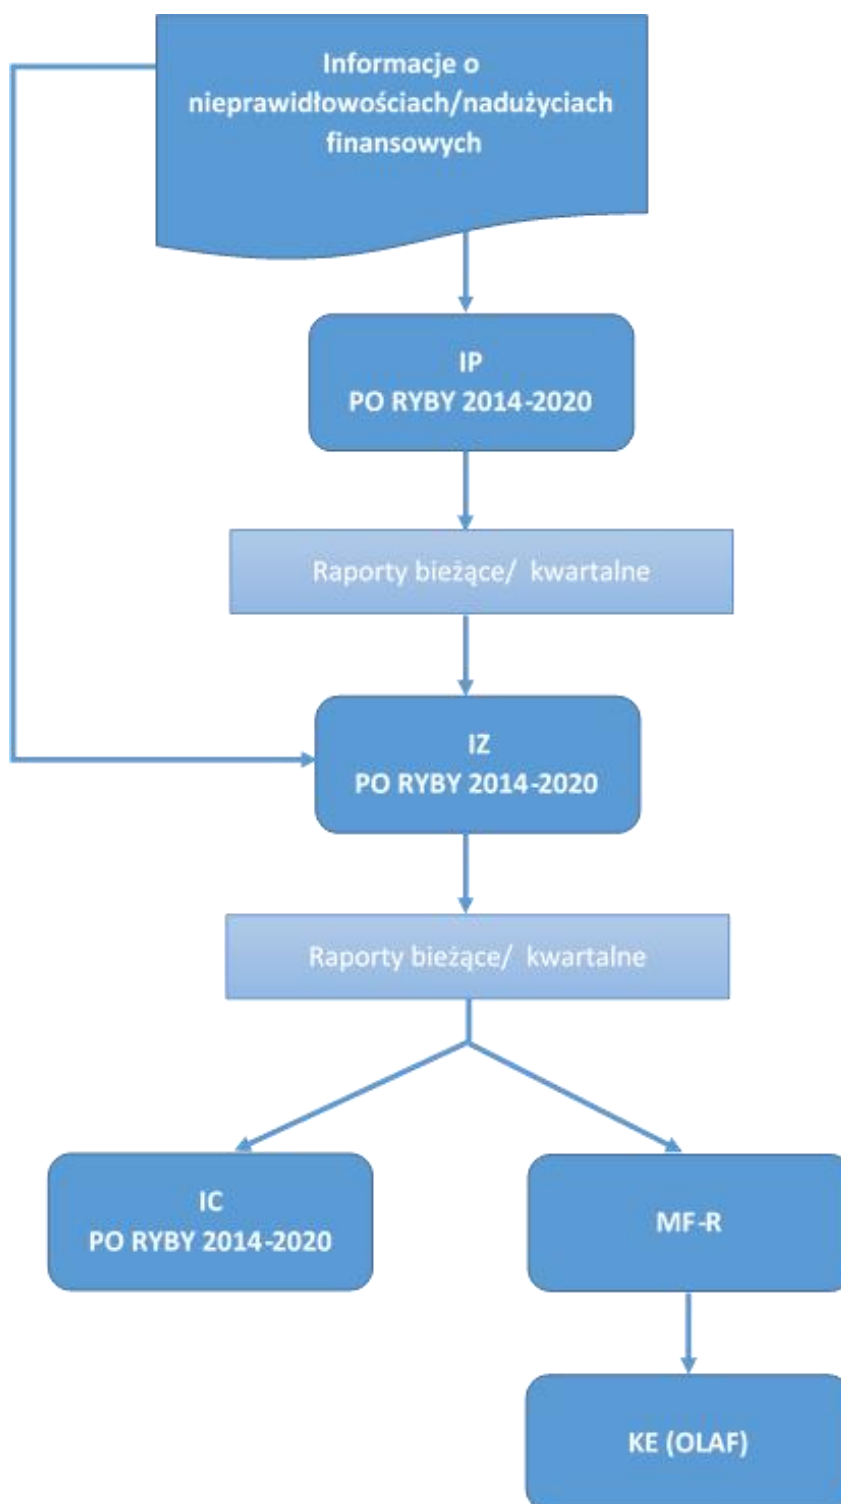 Informacje o
nieprawidłowościach/nadużyciach
finansowych
IP
PO RYBY 2014-2020
Raporty bieżące/ kwartalne
IZ
PO RYBY 2014-2020
Raporty bieżące/ kwartalne
IC
PO RYBY 2014-2020
MF-R
KE (OLAF)